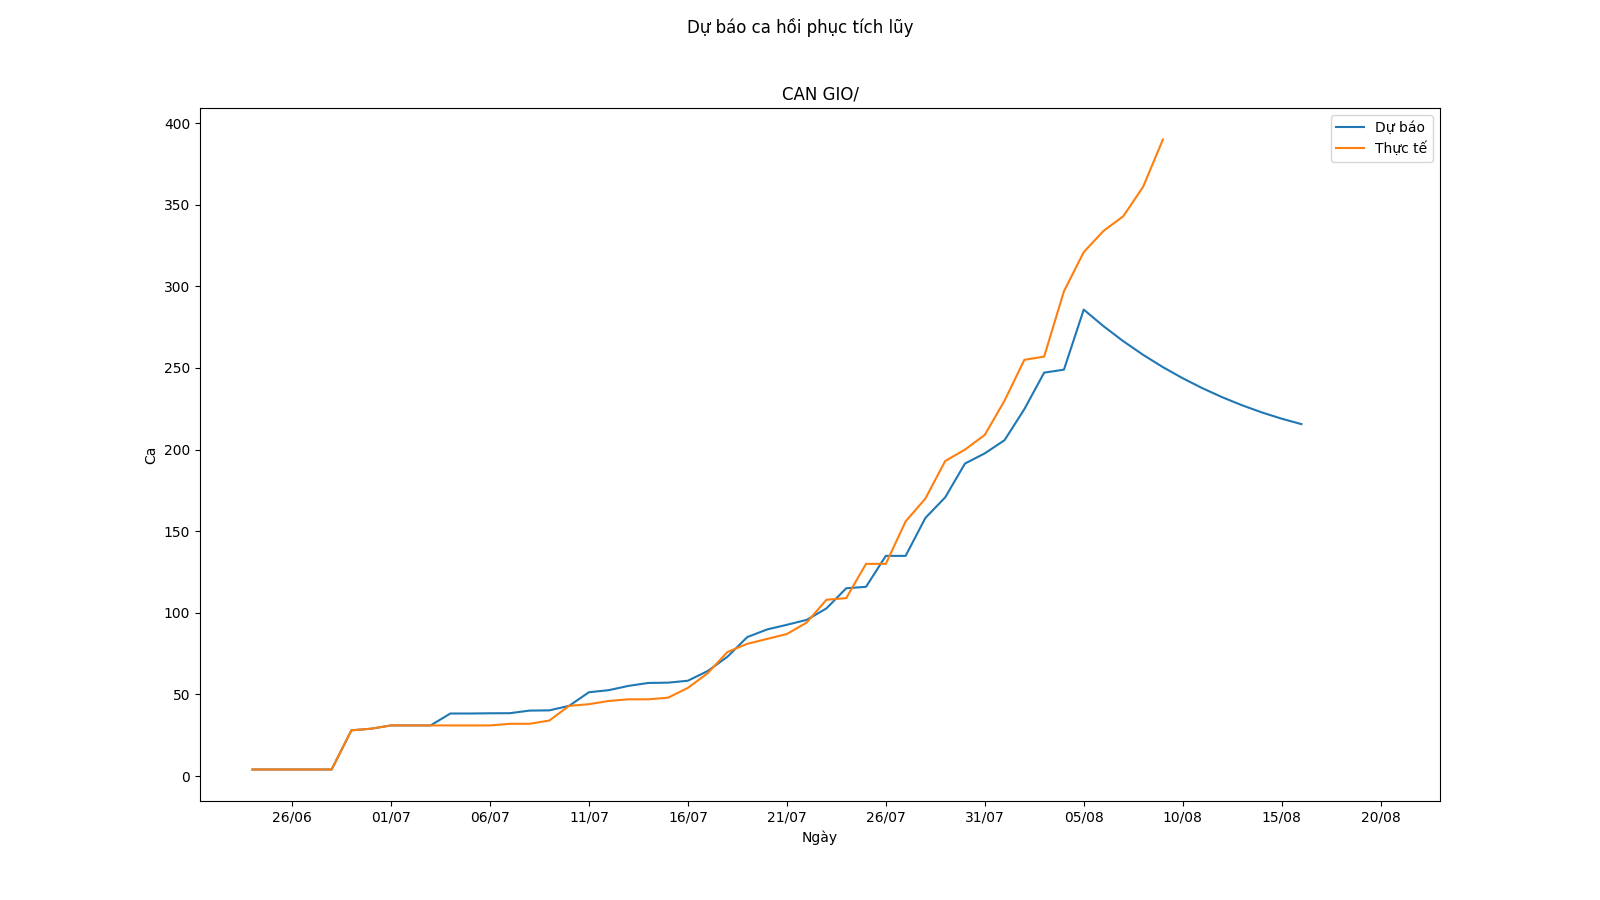 Dự báo ca hồi phục tích lũy
CAN GIO/
Dự báo
Thực tế
400
350
300
250
200
150
100
50
0
Ca
26/06 01/07 06/07 11/07 16/07 21/07 26/07 31/07 05/08 10/08 15/08 20/08
Ngày